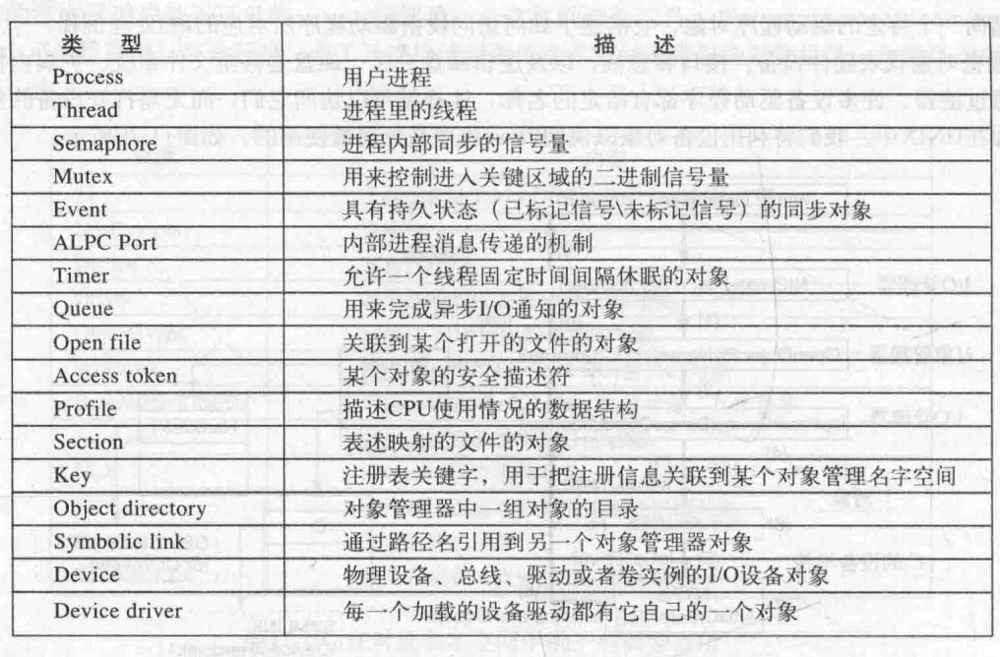 类 型 描 述
Process 用户进程
Thread 进程里的线程
Semaphore 进程内部同步的信号量
Mutex 用来控制进入关键区域的二进制信号量
Event 具有持久状态（已标记信号\未标记信号）的同步对象
ALPC Port 内部进程消息传递的机制
Timer 允许一个线程固定时间间隔休眠的对象
Queue 用来完成异步I/O通知的对象
Open file 关联到某个打开的文件的对象
Access token 某个对象的安全描述符
Profile 描述CPU使用情况的数据结构
Section 表述映射的文件的对象
Key 注册表关键字，用于把注册信息关联到某个对象管理名字空间
Object directory 对象管理器中一组对象的目录
Symbolic link 通过路径名引用到另一个对象管理器对象
Device 物理设备、总线、驱动或者卷实例的I/O设备对象
Device driver 每一个加载的设备驱动都有它自己的一个对象